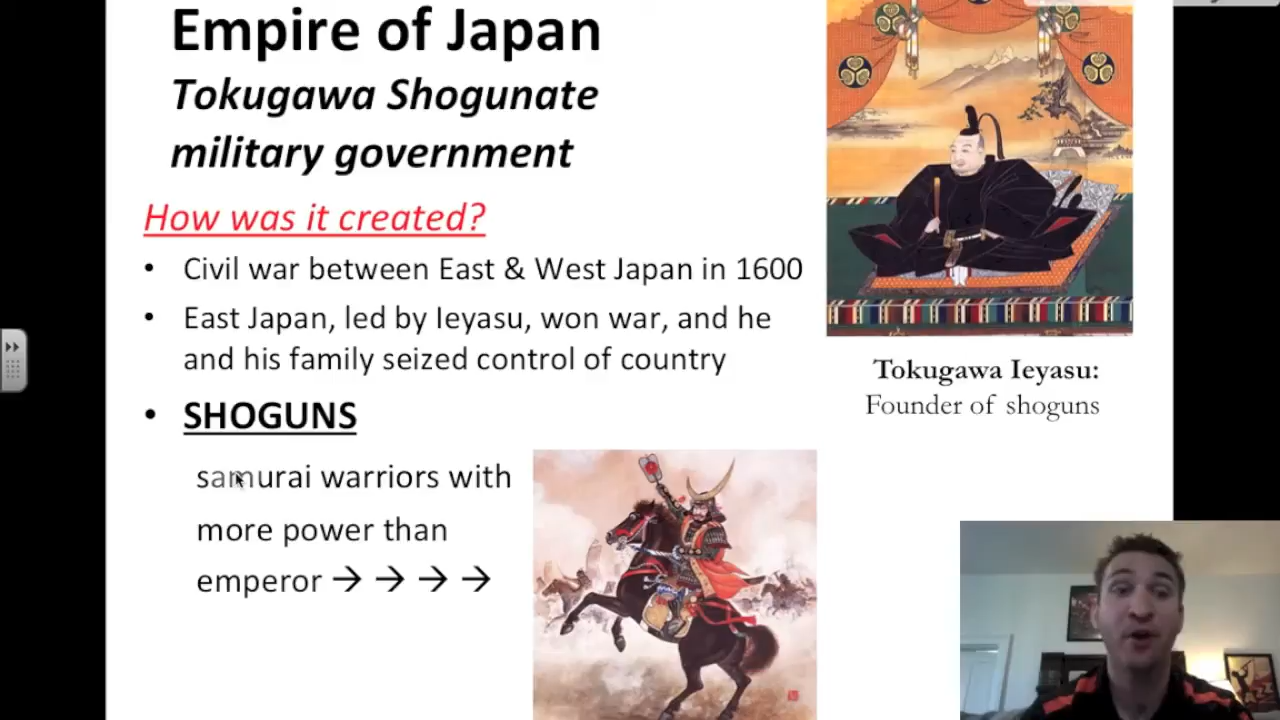 Empire of Japan
Tokugawa Shogunate
military government
How was it created?
• Civil war between East & West Japan in 1600
• East Japan, led by Ieyasu, won war, and he
and his family seized control of country
• SHOGUNS
samurai warriors with
more power than
emperor → → → →
Tokugawa Ieyasu:
Founder of shoguns